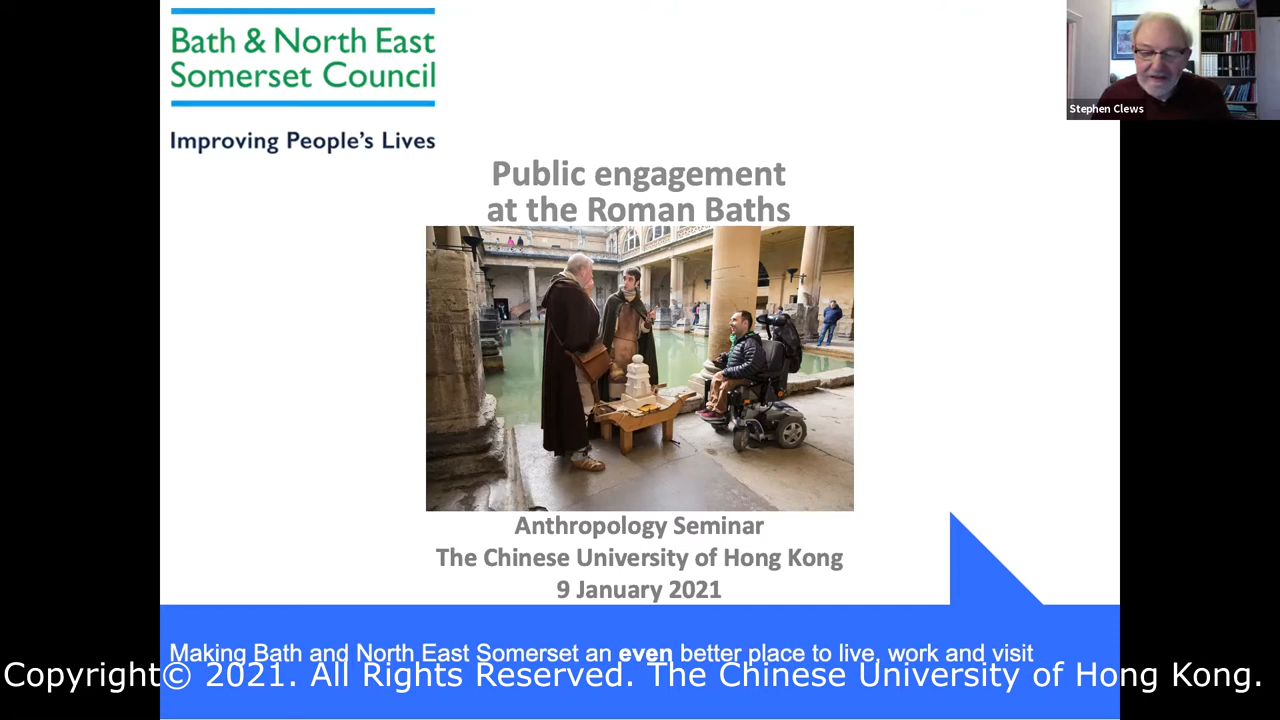 Bath & North East
Somerset Council
Improving People's Lives
Stephen Clews
Public engagement
at the Roman Baths
Anthropology Seminar
The Chinese University of Hong Kong
9 January 2021
Making Bath and North East Somerset an even better place to live, work and visit
Copyright© 2021. All Rights Reserved. The Chinese University of Hong Kong.